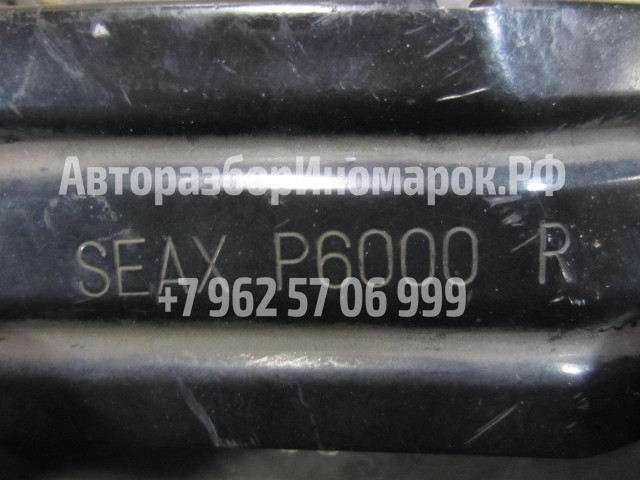 АвторазборИномарок.РФ
SEAX P6000 R
+7 962 57 06 999